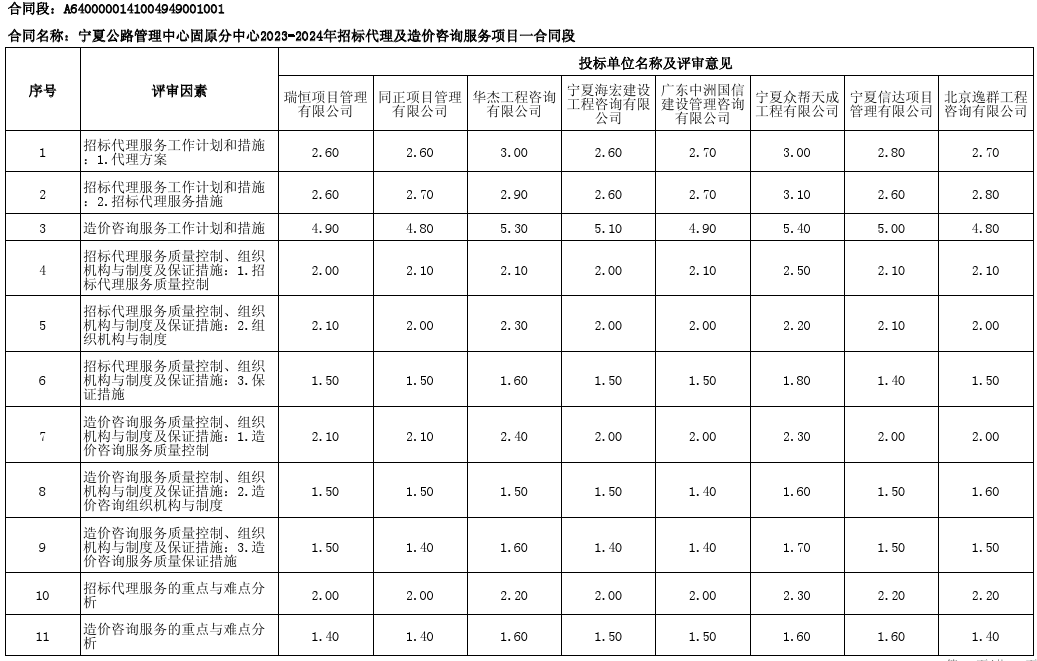 合同段：A6400000141004949001001
合同名称：宁夏公路管理中心固原分中心2023-2024年招标代理及造价咨询服务项目一合同段
序号
评审因素
投标单位名称及评审意见
瑞恒项目管理
有限公司
同正项目管理
有限公司
华杰工程咨询
有限公司
宁夏海宏建设
工程咨询有限
公司
广东中洲国信
建设管理咨询
有限公司
宁夏众帮天成
工程有限公司
宁夏信达项目
管理有限公司
北京逸群工程
咨询有限公司
1
招标代理服务工作计划和措施
：1.代理方案
2.60 2.60 3.00 2.60 2.70 3.00 2.80 2.70
2
招标代理服务工作计划和措施
：2.招标代理服务措施
2.60 2.70 2.90 2.60 2.70 3.10 2.60 2.80
3
造价咨询服务工作计划和措施
4.90 4.80 5.30 5.10 4.90 5.40 5.00 4.80
4
招标代理服务质量控制、组织
机构与制度及保证措施：1.招
标代理服务质量控制
2.00 2.10 2.10 2.00 2.10 2.50 2.10 2.10
5
招标代理服务质量控制、组织
机构与制度及保证措施：2.组
织机构与制度
2.10 2.00 2.30 2.00 2.00 2.20 2.10 2.00
6
招标代理服务质量控制、组织
机构与制度及保证措施：3.保
证措施
1.50 1.50 1.60 1.50 1.50 1.80 1.40 1.50
7
造价咨询服务质量控制、组织
机构与制度及保证措施：1.造
价咨询服务质量控制
2.10 2.10 2.40 2.00 2.00 2.30 2.00 2.00
8
造价咨询服务质量控制、组织
机构与制度及保证措施：2.造
价咨询组织机构与制度
1.50 1.50 1.50 1.50 1.40 1.60 1.50 1.60
9
造价咨询服务质量控制、组织
机构与制度及保证措施：3.造
价咨询服务质量保证措施
1.50 1.40 1.60 1.40 1.40 1.70 1.50 1.50
10
招标代理服务的重点与难点分
析
2.00 2.00 2.20 2.00 2.00 2.30 2.20 2.20
11
造价咨询服务的重点与难点分
析
1.40 1.40 1.60 1.50 1.50 1.60 1.60 1.40